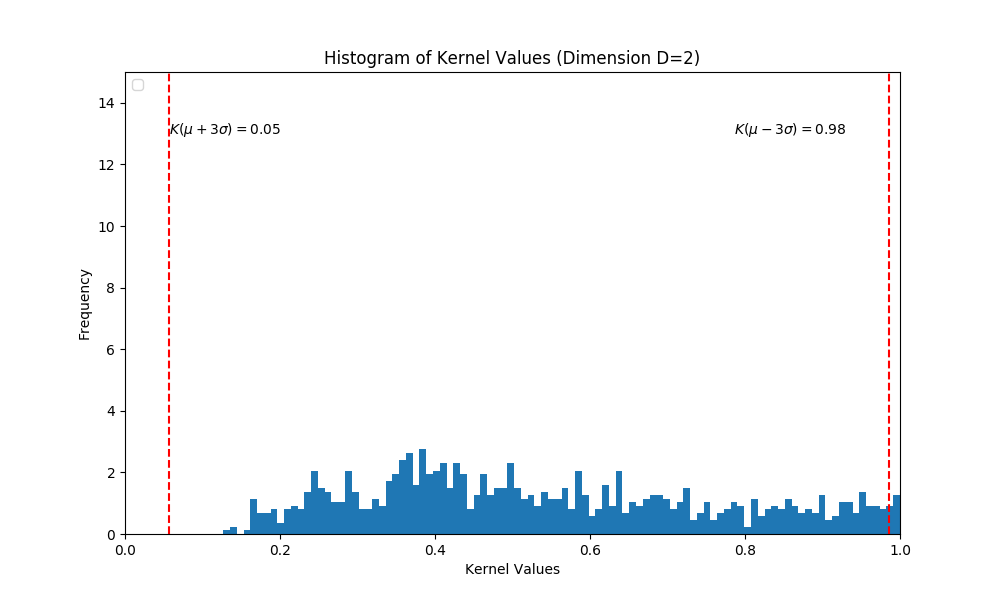 Histogram of Kernel Values (Dimension D=2)
14
12
10
8
6
4
2
0
Frequency
K(μ + 3σ) = 0.05
K(μ − 3σ) = 0.98
0.0
0.2
0.4
0.6
0.8
1.0
Kernel Values